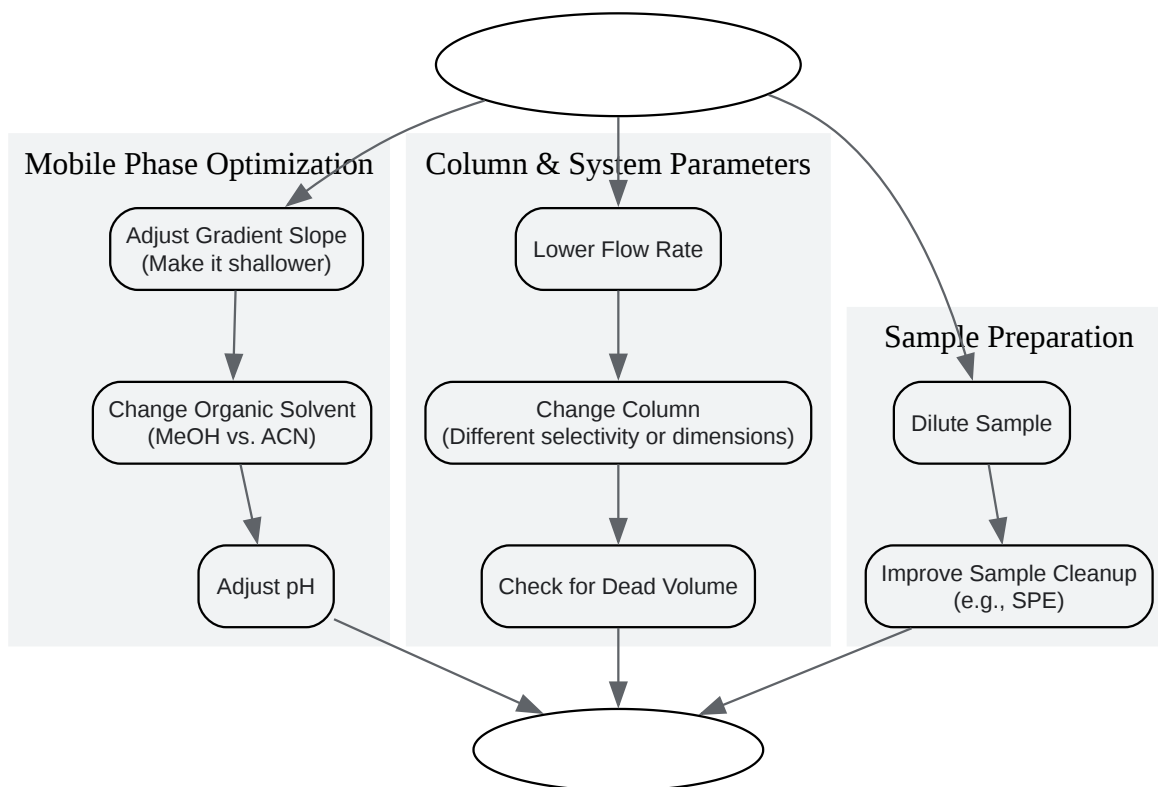 Mobile Phase Optimization
Adjust Gradient Slope
(Make it shallower)
Change Organic Solvent
(MeOH vs. ACN)
Adjust pH
Column & System Parameters
Lower Flow Rate
Change Column
(Different selectivity or dimensions)
Check for Dead Volume
Sample Preparation
Dilute Sample
Improve Sample Cleanup
(e.g., SPE)